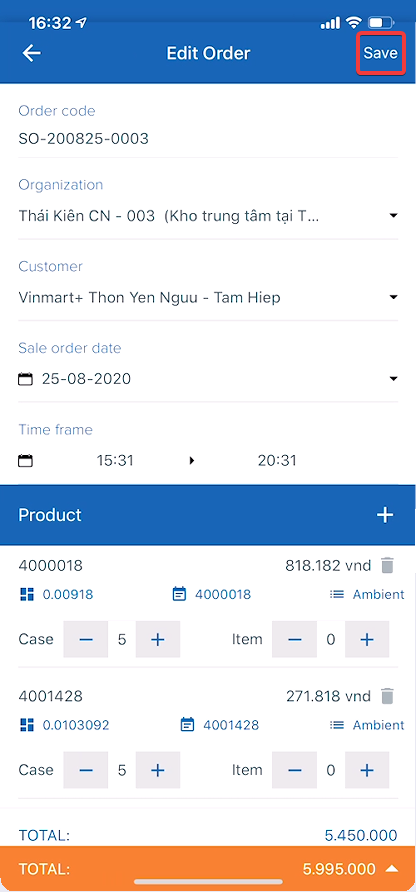 16:32
Edit Order
Save
Order code
SO-200825-0003
Organization
Thái Kiên CN - 003 (Kho trung tâm tại T...
Customer
Vinmart+ Thon Yen Nguu - Tam Hiep
Sale order date
25-08-2020
Time frame
15:31 20:31
Product +
4000018 818.182 vnd
0.00918 4000018 Ambient
Case − 5 + Item − 0 +
4001428 271.818 vnd
0.0103092 4001428 Ambient
Case − 5 + Item − 0 +
TOTAL: 5.450.000
TOTAL: 5.995.000